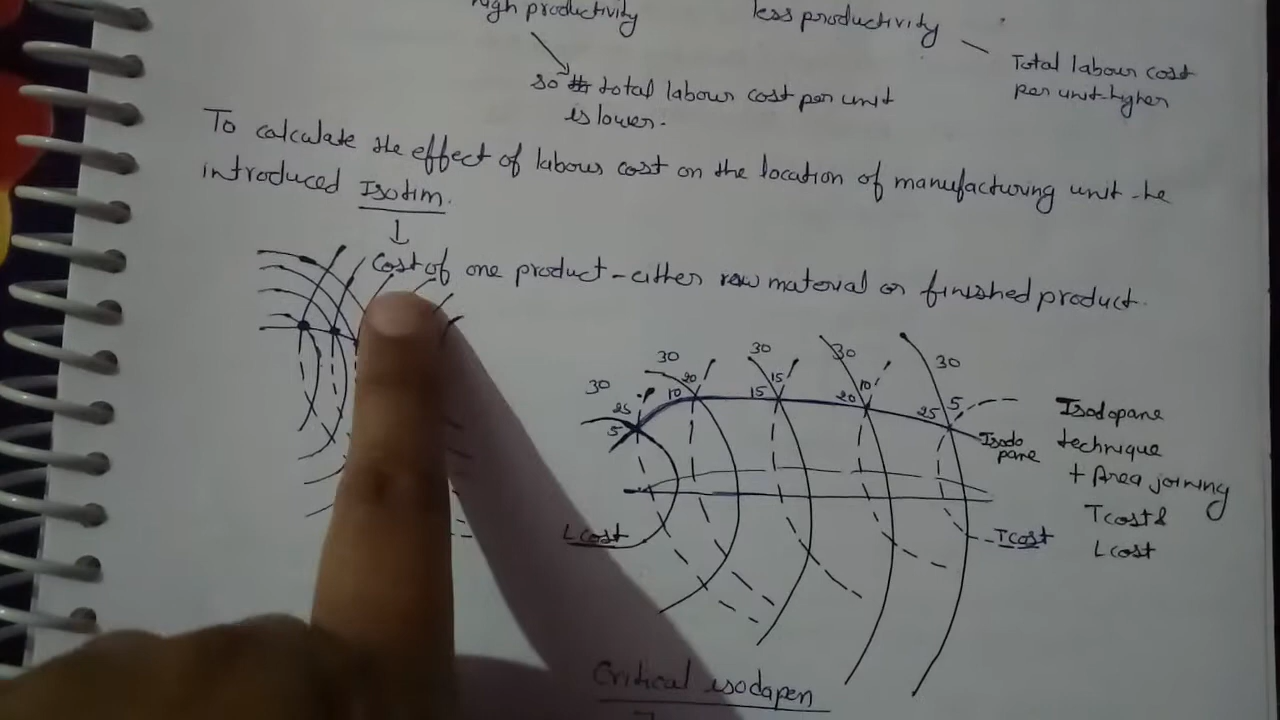 high productivity
less productivity
Total labour cost
per unit higher
so total labour cost per unit
is lower.
To calculate the effect of labour cost on the location of manufacturing unit he
introduced Isotim.
Cost of one product - either raw material or finished product.
30 30 30 30 30
25 20 15 10 5
5 10 15 20 25
Isodo
pane
Isodopane
technique
+ Area joining
Tcost &
Lcost
L cost
Tcost
Critical isodapen